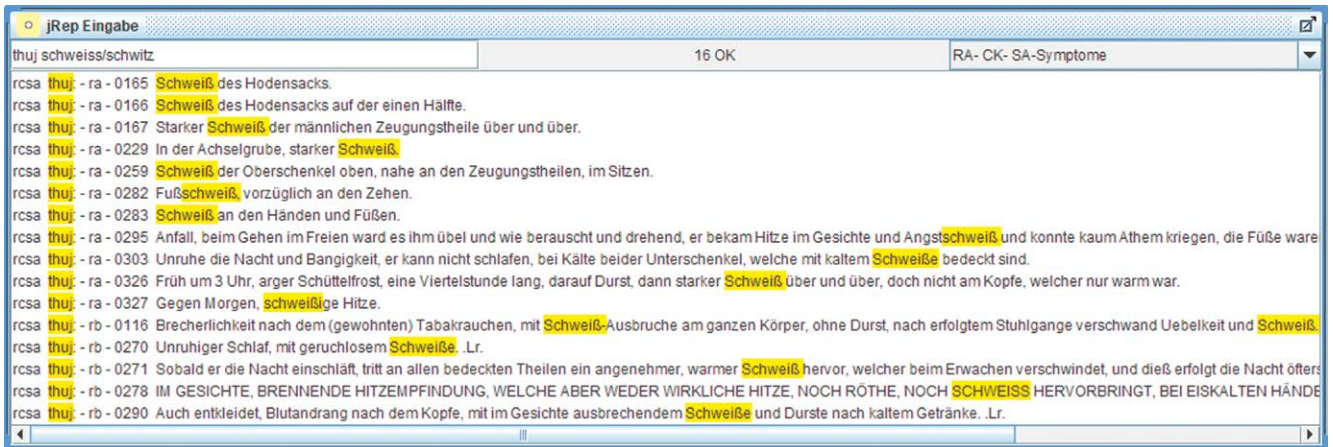 jRep Eingabe
thuj schweiss/schwitz 16 OK RA- CK- SA-Symptome
rcsa thuj: - ra - 0165 Schweiß des Hodensacks.
rcsa thuj: - ra - 0166 Schweiß des Hodensacks auf der einen Hälfte.
rcsa thuj: - ra - 0167 Starker Schweiß der männlichen Zeugungstheile über und über.
rcsa thuj: - ra - 0229 In der Achselgrube, starker Schweiß.
rcsa thuj: - ra - 0259 Schweiß der Oberschenkel oben, nahe an den Zeugungstheilen, im Sitzen.
rcsa thuj: - ra - 0282 Fußschweiß, vorzüglich an den Zehen.
rcsa thuj: - ra - 0283 Schweiß an den Händen und Füßen.
rcsa thuj: - ra - 0295 Anfall, beim Gehen im Freien ward es ihm übel und wie berauscht und drehend, er bekam Hitze im Gesichte und Angstschweiß und konnte kaum Athem kriegen, die Füße ware
rcsa thuj: - ra - 0303 Unruhe die Nacht und Bangigkeit, er kann nicht schlafen, bei Kälte beider Unterschenkel, welche mit kaltem Schweiße bedeckt sind.
rcsa thuj: - ra - 0326 Früh um 3 Uhr, arger Schüttelfrost, eine Viertelstunde lang, darauf Durst, dann starker Schweiß über und über, doch nicht am Kopfe, welcher nur warm war.
rcsa thuj: - ra - 0327 Gegen Morgen, schweißige Hitze.
rcsa thuj: - rb - 0116 Brecherlichkeit nach dem (gewohnten) Tabakrauchen, mit Schweiß-Ausbruche am ganzen Körper, ohne Durst, nach erfolgtem Stuhlgange verschwand Uebelkeit und Schweiß.
rcsa thuj: - rb - 0270 Unruhiger Schlaf, mit geruchlosem Schweiße. .Lr.
rcsa thuj: - rb - 0271 Sobald er die Nacht einschläft, tritt an allen bedeckten Theilen ein angenehmer, warmer Schweiß hervor, welcher beim Erwachen verschwindet, und dieß erfolgt die Nacht öfters
rcsa thuj: - rb - 0278 IM GESICHTE, BRENNENDE HITZEMPFINDUNG, WELCHE ABER WEDER WIRKLICHE HITZE, NOCH RÖTHE, NOCH SCHWEISS HERVORBRINGT, BEI EISKALTEN HÄNDE
rcsa thuj: - rb - 0290 Auch entkleidet, Blutandrang nach dem Kopfe, mit im Gesichte ausbrechendem Schweiße und Durste nach kaltem Getränke. .Lr.